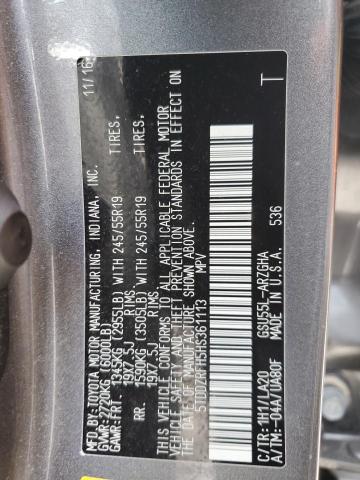 MFD.BY:TOYOTA MOTOR MANUFACTURING, INDIANA, INC. 11/16
GVWR:2720KG(6000LB)
GAWR:FRT. 1345KG (2955LB) WITH 245/55R19 TIRES,
19X7.5J RIMS
RR. 1590KG (3505LB) WITH 245/55R19 TIRES,
19X7.5J RIMS
THIS VEHICLE CONFORMS TO ALL APPLICABLE FEDERAL MOTOR
VEHICLE SAFETY AND THEFT PREVENTION STANDARDS IN EFFECT ON
THE DATE OF MANUFACTURE SHOWN ABOVE.
5TDDZRFH5HS361113 MPV
C/TR:1H1/LA20 GSU55L-ARZGHA
A/TM:-04A/UA80F MADE IN U.S.A. 536
T